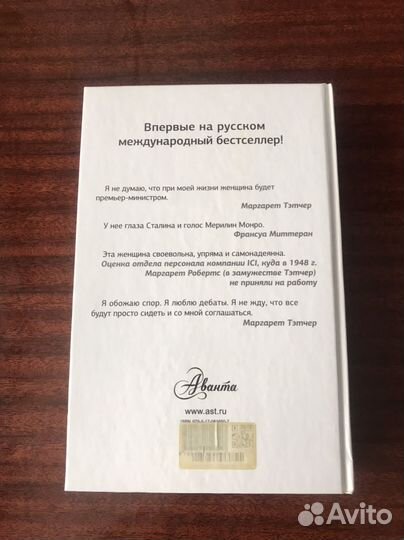 Впервые на русском
международный бестселлер!
Я не думаю, что при моей жизни женщина будет
премьер-министром.
Маргарет Тэтчер
У нее глаза Сталина и голос Мерилин Монро.
Франсуа Миттеран
Эта женщина своевольна, упряма и самонадеянна.
Оценка отдела персонала компании ICI, куда в 1948 г.
Маргарет Робертс (в замужестве Тэтчер)
не приняли на работу
Я обожаю спор. Я люблю дебаты. Я не жду, что все
будут просто сидеть и со мной соглашаться.
Маргарет Тэтчер
Аванта
www.ast.ru
ISBN
Avito